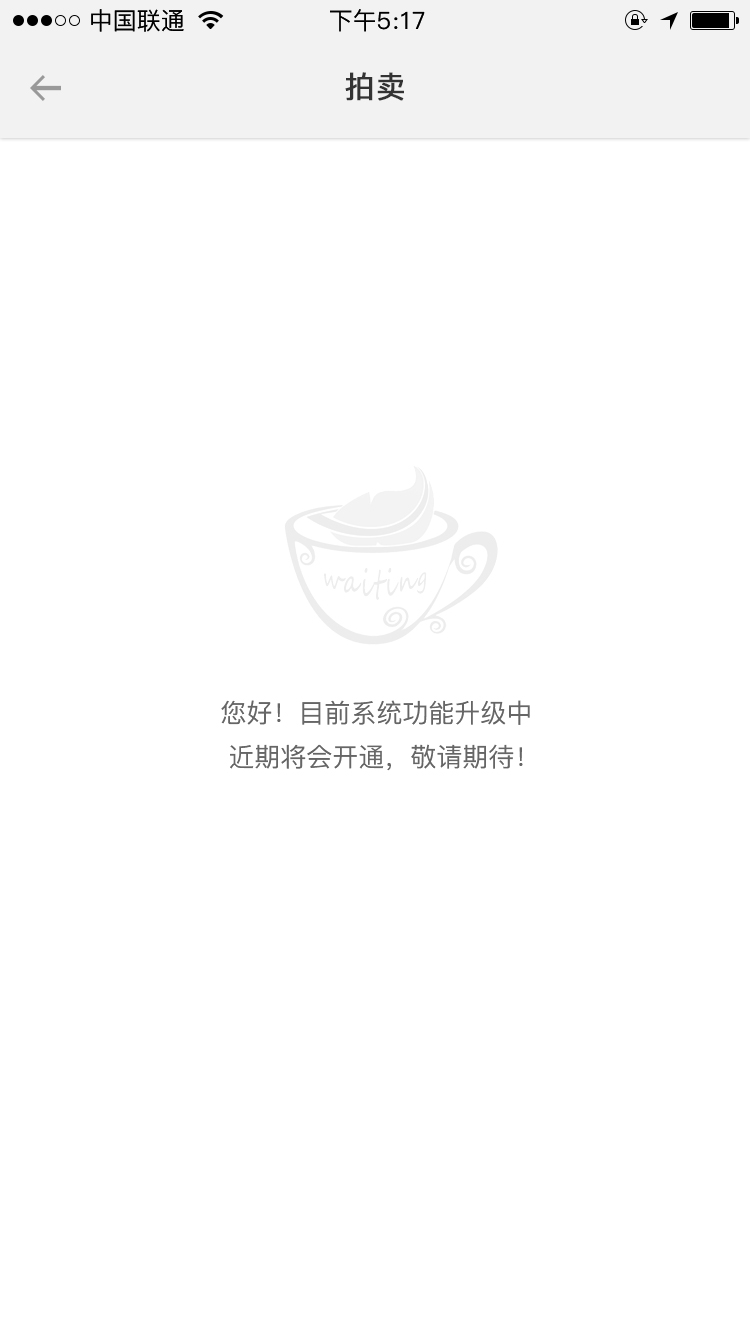 中国联通 下午5:17
拍卖
waiting
您好！目前系统功能升级中
近期将会开通，敬请期待！